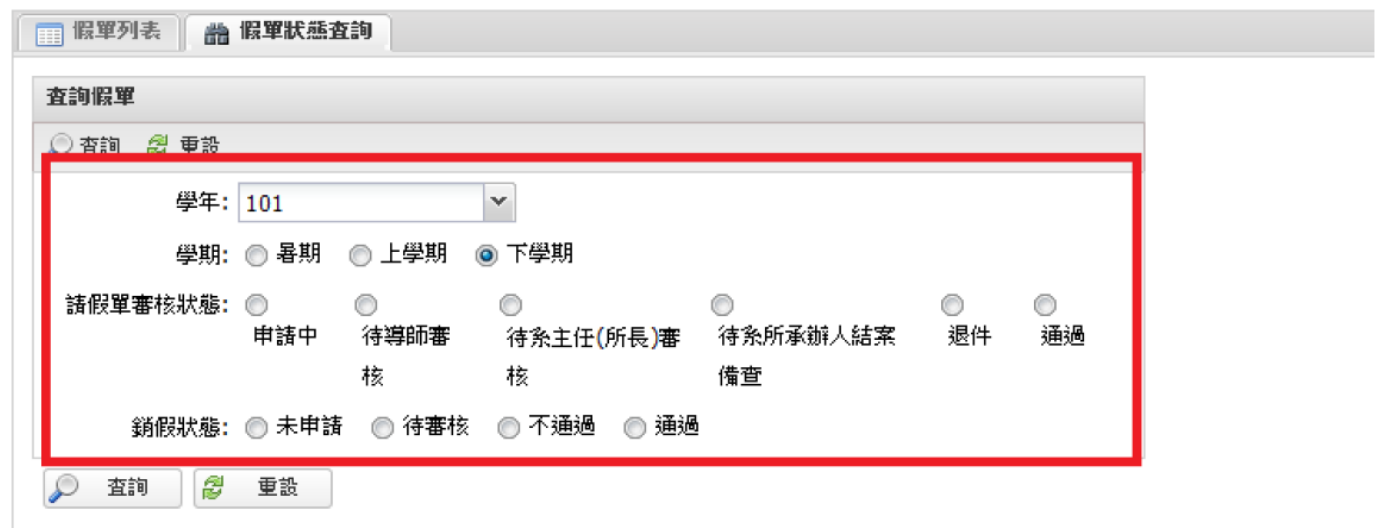 假單列表 假單狀態查詢
查詢假單
查詢 重設
學年: 101
學期: 暑期 上學期 下學期
請假單審核狀態:
申請中 待導師審 待系主任(所長)審 待系所承辦人結案 退件 通過
核 核 備查
銷假狀態: 未申請 待審核 不通過 通過
查詢 重設